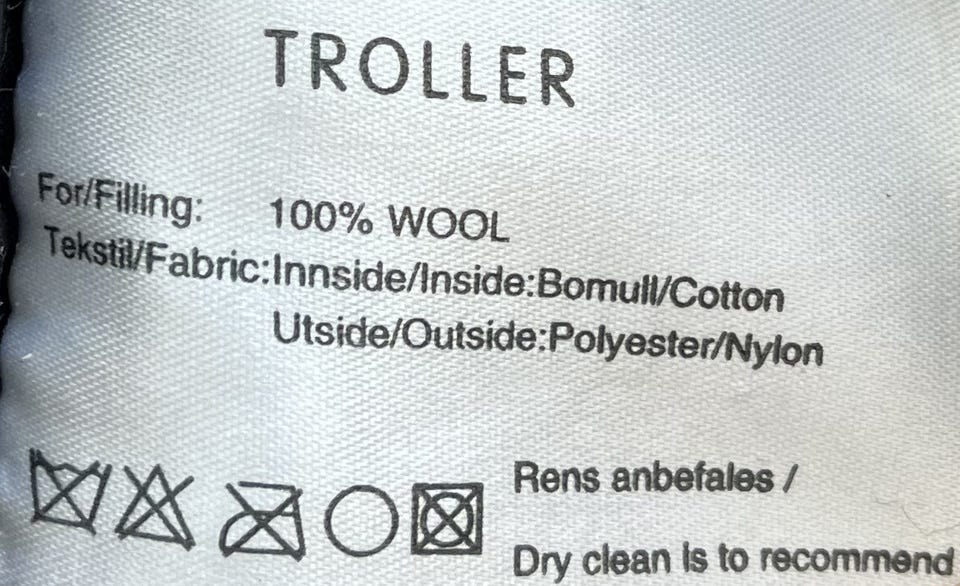 TROLLER
For/Filling: 100% WOOL
Tekstil/Fabric:Innside/Inside:Bomull/Cotton
Utside/Outside:Polyester/Nylon
Rens anbefales /
Dry clean is to recommend